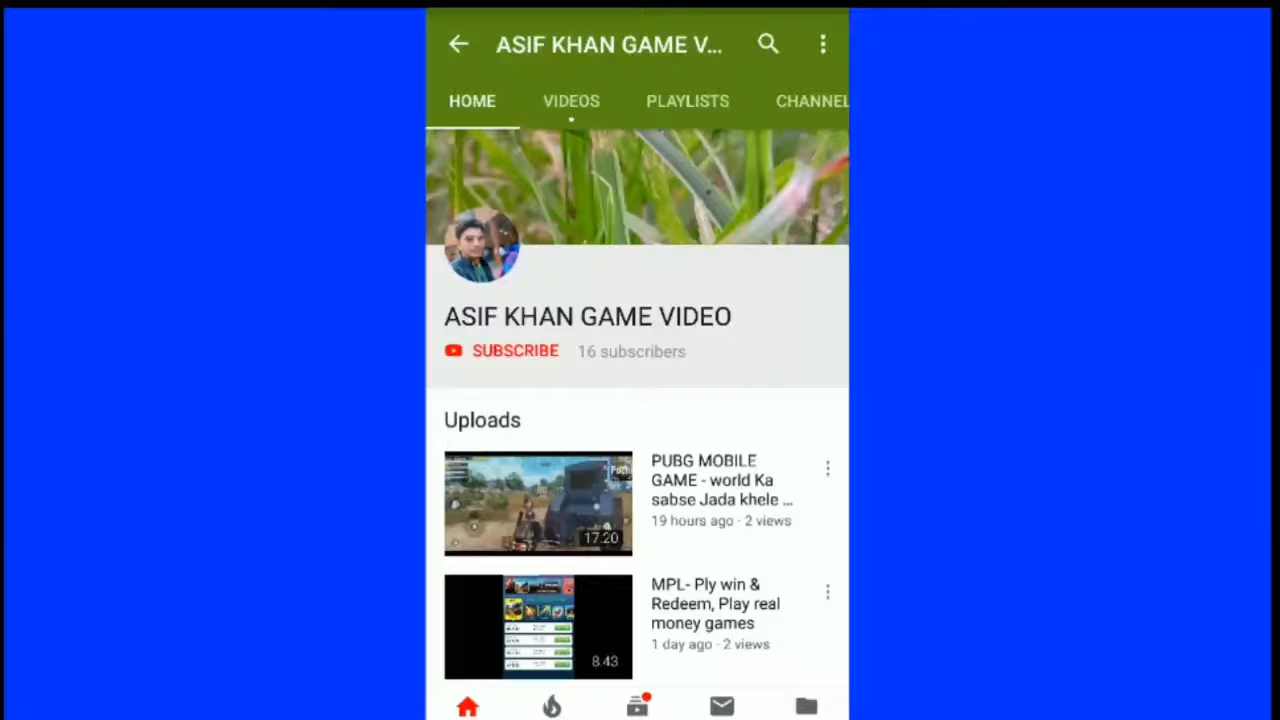 ASIF KHAN GAME V...
HOME VIDEOS PLAYLISTS CHANNEL
ASIF KHAN GAME VIDEO
SUBSCRIBE 16 subscribers
Uploads
PUBG MOBILE
GAME - world Ka
sabse Jada khele ...
19 hours ago · 2 views
17:20
MPL- Ply win &
Redeem, Play real
money games
1 day ago · 2 views
8:43